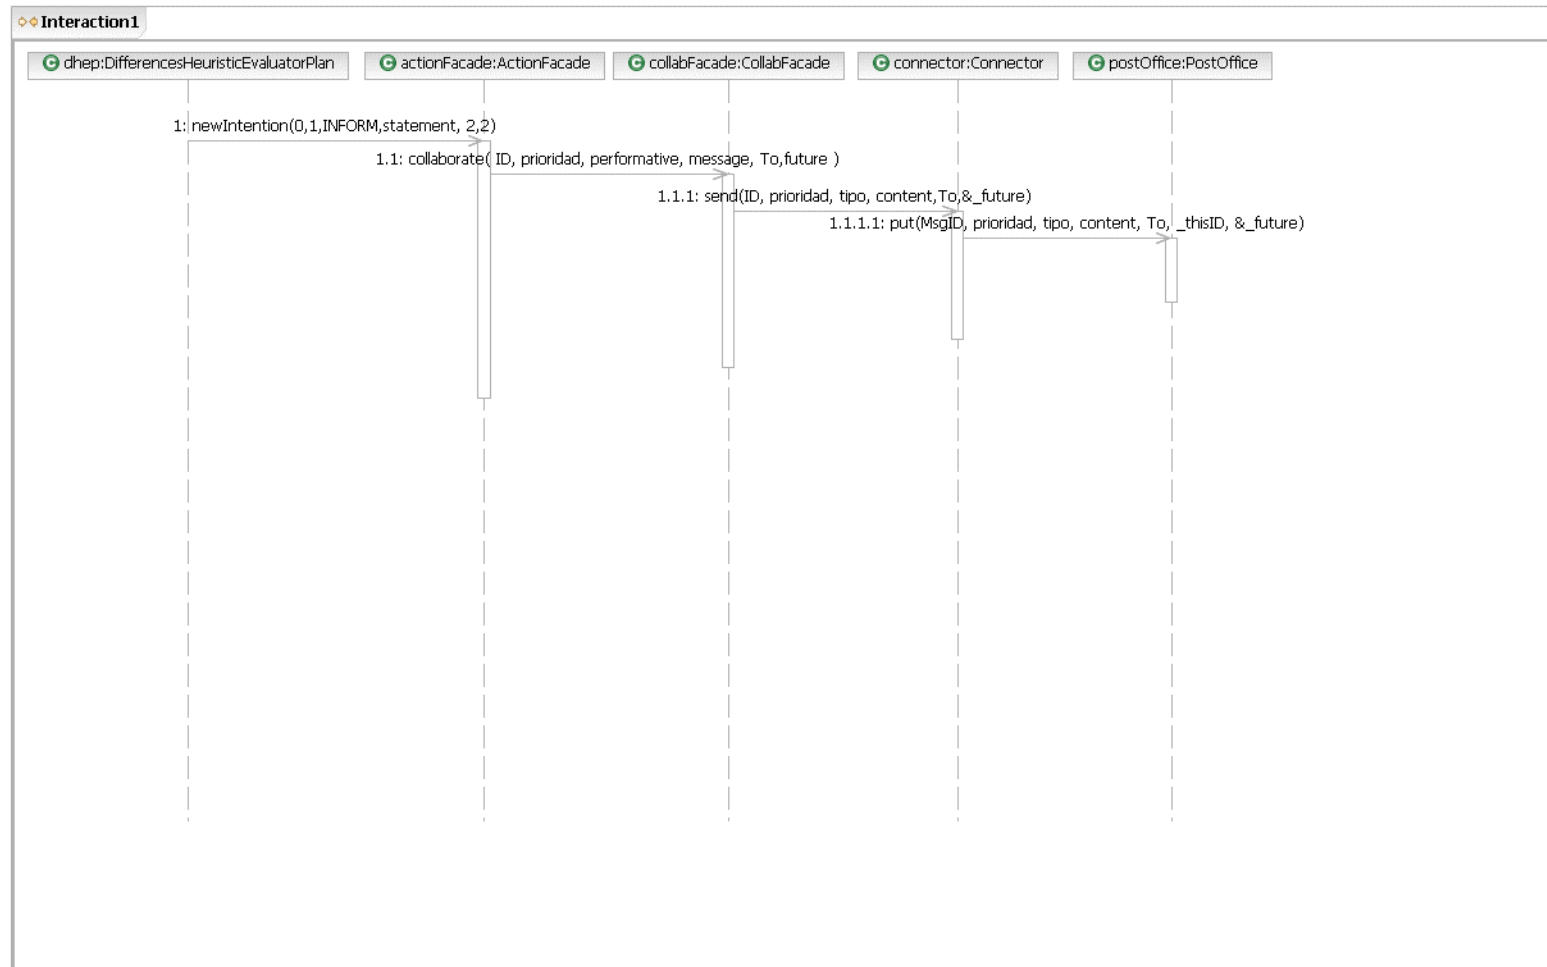 Interaction1
dhep:DifferencesHeuristicEvaluatorPlan
actionFacade:ActionFacade
collabFacade:CollabFacade
connector:Connector
postOffice:PostOffice
1: newIntention(0,1,INFORM,statement, 2,2)
1.1: collaborate( ID, prioridad, performative, message, To,future )
1.1.1: send(ID, prioridad, tipo, content,To,&_future)
1.1.1.1: put(MsgID, prioridad, tipo, content, To, _thisID, &_future)